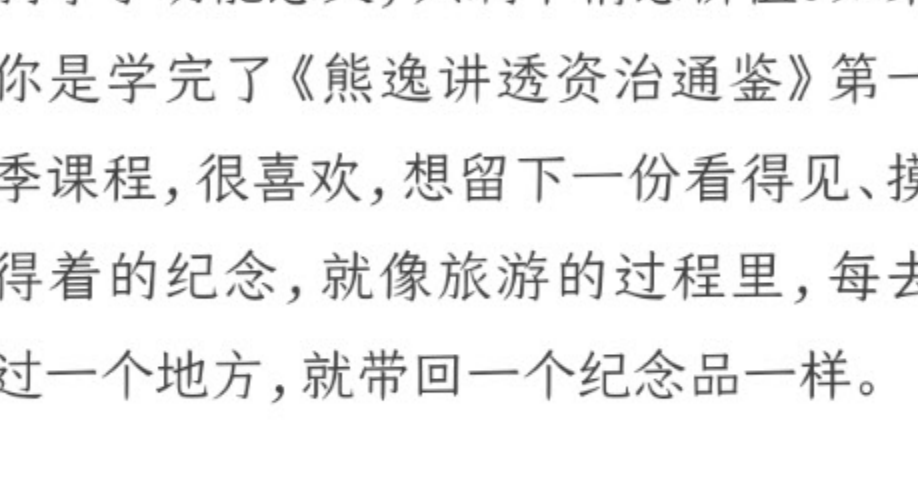 你是学完了《熊逸讲透资治通鉴》第一
季课程,很喜欢,想留下一份看得见、摸
得着的纪念,就像旅游的过程里,每去
过一个地方,就带回一个纪念品一样。